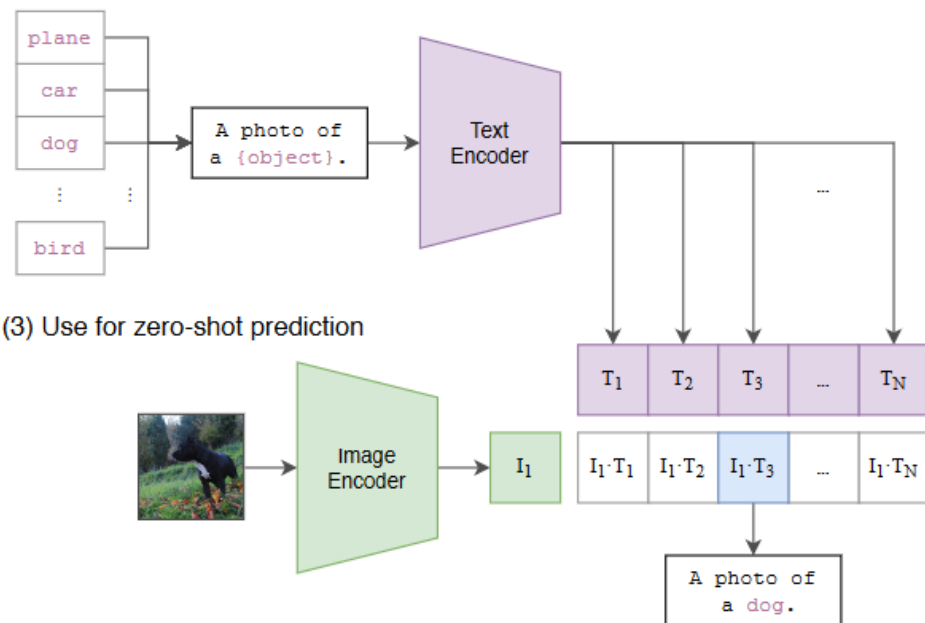 plane
car
dog
⋮ ⋮
bird
A photo of
a {object}.
Text
Encoder
...
(3) Use for zero-shot prediction
T1 T2 T3 ... TN
Image
Encoder
I1
I1·T1 I1·T2 I1·T3 ... I1·TN
A photo of
a dog.